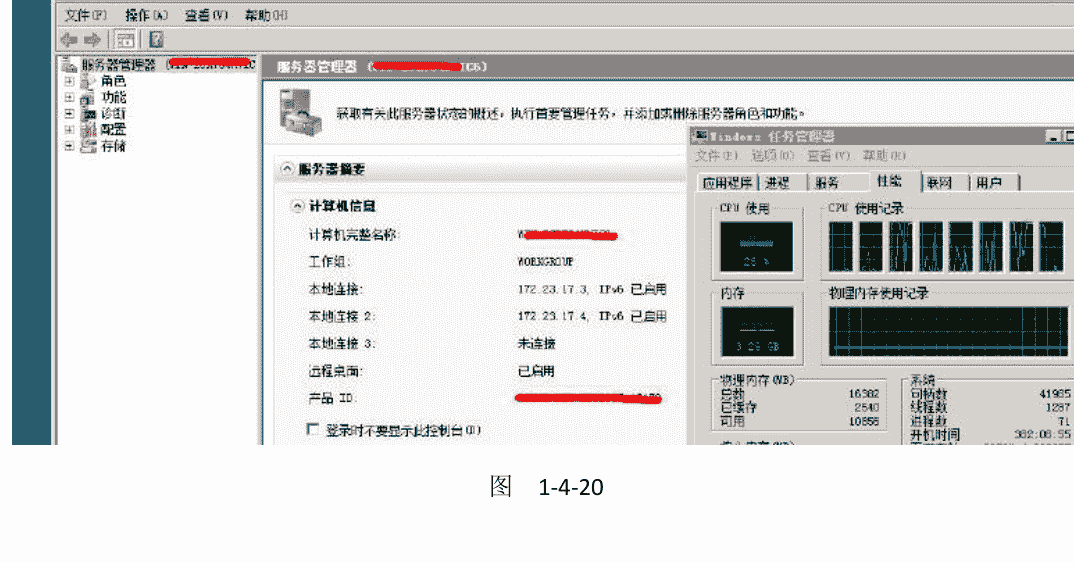 文件(F) 操作(A) 查看(V) 帮助(H)
服务器管理器
角色
功能
诊断
配置
存储
服务器管理器
获取有关此服务器状态的概述，执行首要管理任务，并添加或删除服务器角色和功能。
服务器摘要
计算机信息
计算机完整名称:
工作组: WORKGROUP
本地连接: 172.23.17.3, IPv6 已启用
本地连接 2: 172.23.17.4, IPv6 已启用
本地连接 3: 未连接
远程桌面: 已启用
产品 ID:
登录时不要显示此控制台(D)
Windows 任务管理器
文件(F) 选项(O) 查看(V) 帮助(H)
应用程序 进程 服务 性能 联网 用户
CPU 使用 CPU 使用记录
26 %
内存 物理内存使用记录
3.29 GB
物理内存(MB)
总数 16382
已缓存 2640
可用
系统
句柄数 41985
线程数 1287
进程数 71
开机时间 382:08:55
图 1-4-20